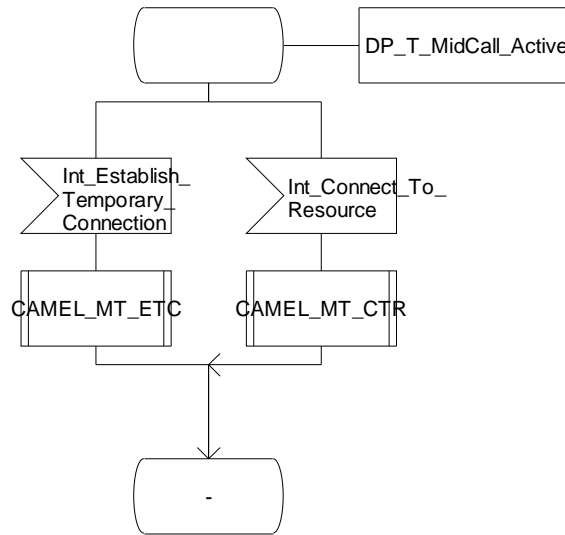 DP_T_MidCall_Active
Int_Establish_
Temporary_
Connection
Int_Connect_To_
Resource
CAMEL_MT_ETC
CAMEL_MT_CTR
-